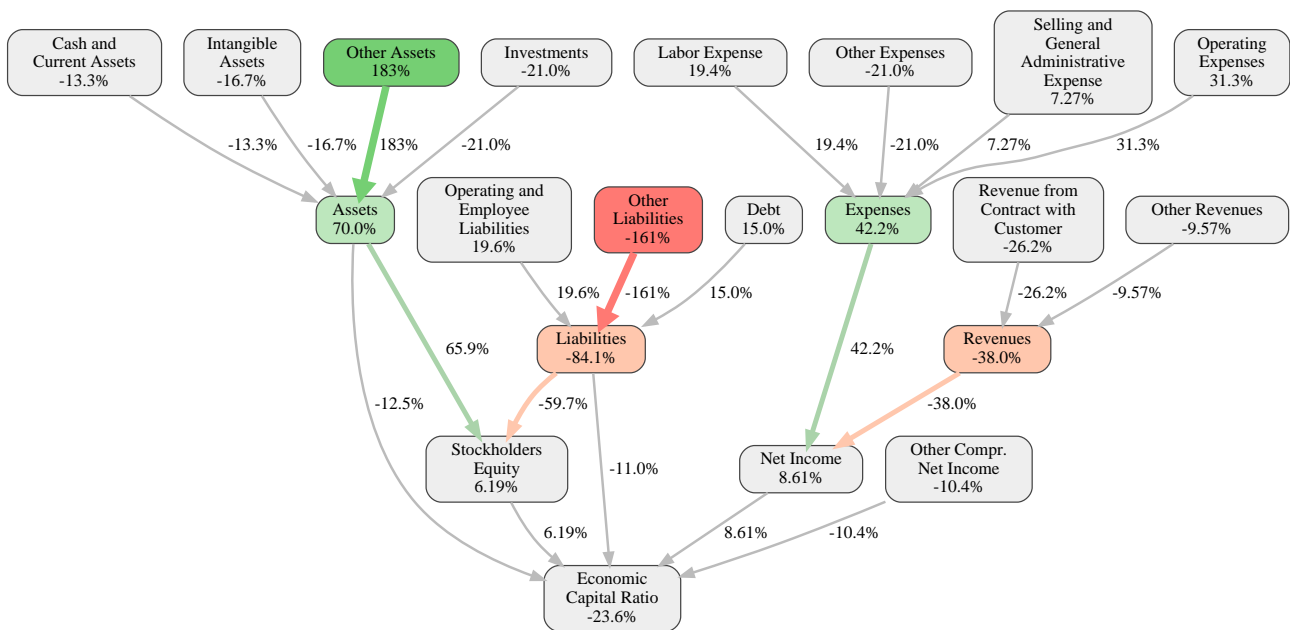 Cash and
Current Assets
-13.3%
Intangible
Assets
-16.7%
Other Assets
183%
Investments
-21.0%
Labor Expense
19.4%
Other Expenses
-21.0%
Selling and
General
Administrative
Expense
7.27%
Operating
Expenses
31.3%
-13.3%
-16.7%
183%
-21.0%
19.4%
-21.0%
7.27%
31.3%
Assets
70.0%
Operating and
Employee
Liabilities
19.6%
Other
Liabilities
-161%
Debt
15.0%
Expenses
42.2%
Revenue from
Contract with
Customer
-26.2%
Other Revenues
-9.57%
19.6%
-161%
15.0%
-26.2%
-9.57%
Liabilities
-84.1%
Revenues
-38.0%
65.9%
42.2%
-12.5%
-59.7%
-38.0%
Stockholders
Equity
6.19%
-11.0%
Net Income
8.61%
Other Compr.
Net Income
-10.4%
6.19%
8.61%
-10.4%
Economic
Capital Ratio
-23.6%